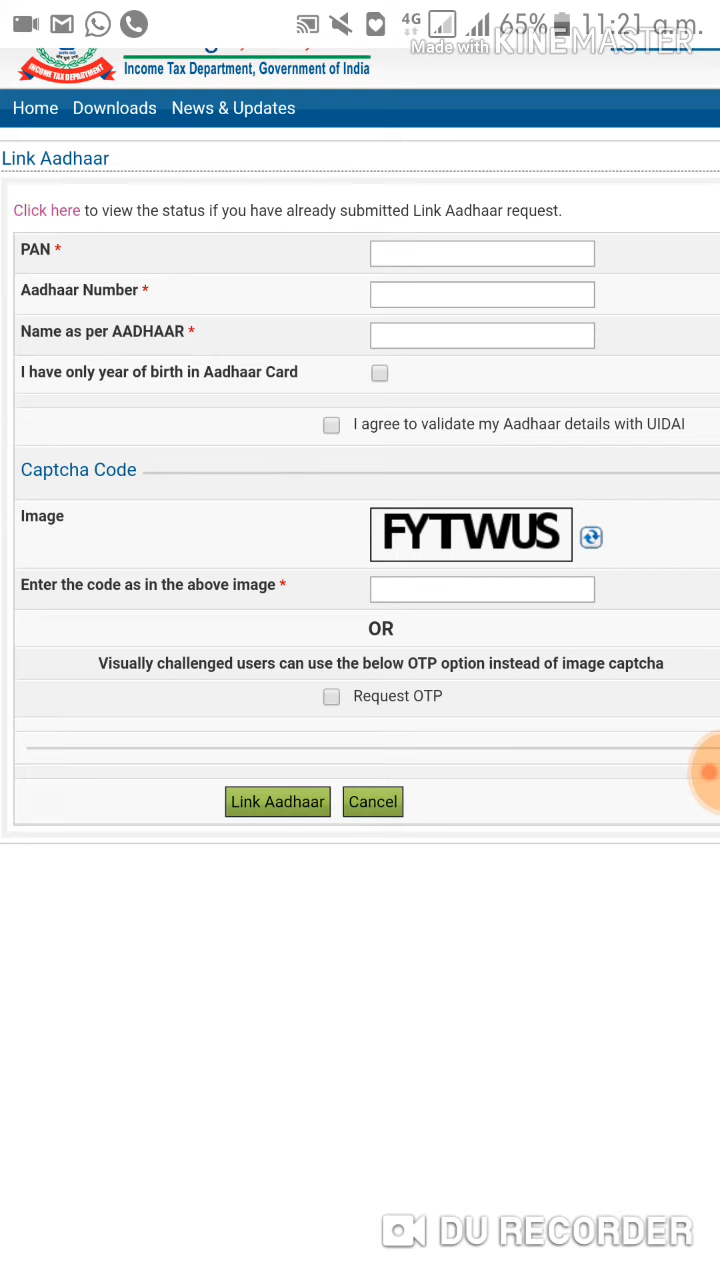 4G 65% 11:21 a.m.
Made with KINEMASTER
INCOME TAX DEPARTMENT
Income Tax Department, Government of India
Home Downloads News & Updates
Link Aadhaar
Click here to view the status if you have already submitted Link Aadhaar request.
PAN *
Aadhaar Number *
Name as per AADHAAR *
I have only year of birth in Aadhaar Card
I agree to validate my Aadhaar details with UIDAI
Captcha Code
Image FYTWUS
Enter the code as in the above image *
OR
Visually challenged users can use the below OTP option instead of image captcha
Request OTP
Link Aadhaar Cancel
DU RECORDER